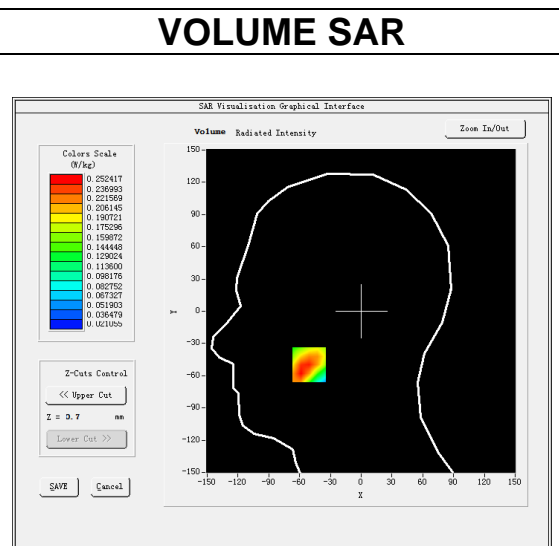 VOLUME SAR
SAR Visualisation Graphical Interface
Volume Radiated Intensity
Zoom In/Out
Colors Scale
(W/kg)
0.252417
0.236993
0.221569
0.206145
0.190721
0.175296
0.159872
0.144448
0.129024
0.113600
0.098176
0.082752
0.067327
0.051903
0.036479
0.021055
Z-Cuts Control
<< Upper Cut
Z = 0.7 mm
Lower Cut >>
SAVE Cancel
150
120
90
60
30
0
-30
-60
-90
-120
-150
Y
-150 -120 -90 -60 -30 0 30 60 90 120 150
X